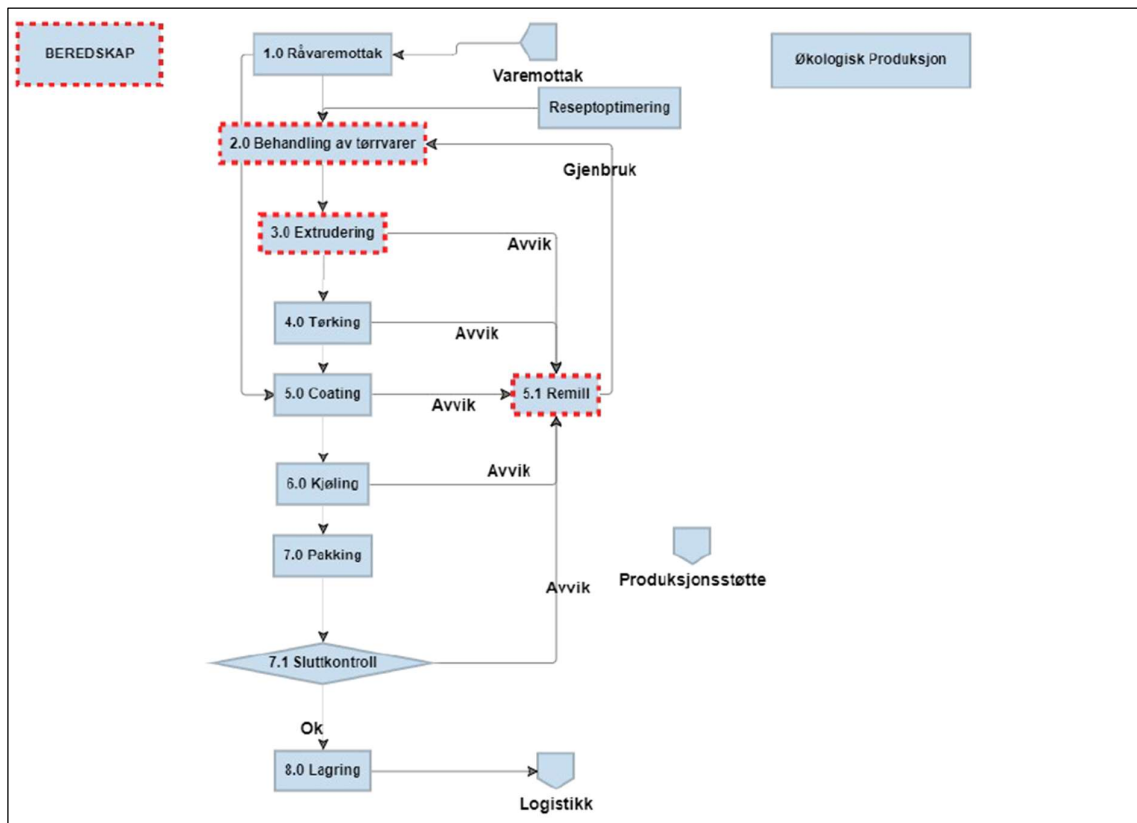 BEREDSKAP
1.0 Råvaremottak
Varemottak
Økologisk Produksjon
Reseptoptimering
2.0 Behandling av tørrvarer
Gjenbruk
3.0 Extrudering
Avvik
4.0 Tørking
Avvik
5.0 Coating
Avvik
5.1 Remill
Avvik
6.0 Kjøling
7.0 Pakking
Produksjonsstøtte
Avvik
7.1 Sluttkontroll
Ok
8.0 Lagring
Logistikk